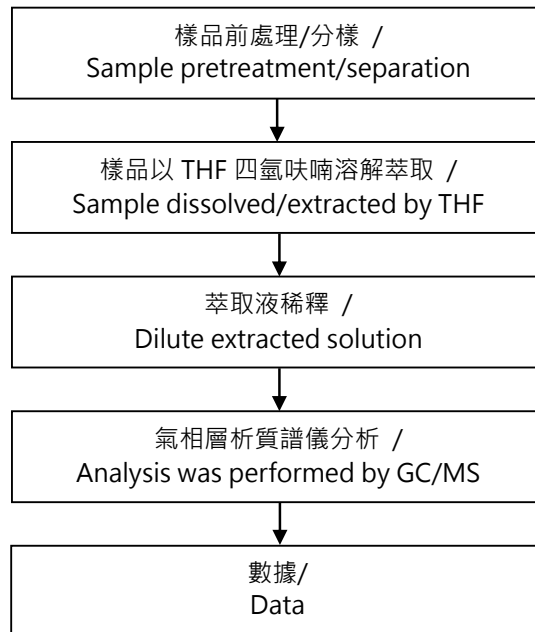 樣品前處理/分樣 /
Sample pretreatment/separation
樣品以 THF 四氫呋喃溶解萃取 /
Sample dissolved/extracted by THF
萃取液稀釋 /
Dilute extracted solution
氣相層析質譜儀分析 /
Analysis was performed by GC/MS
數據/
Data